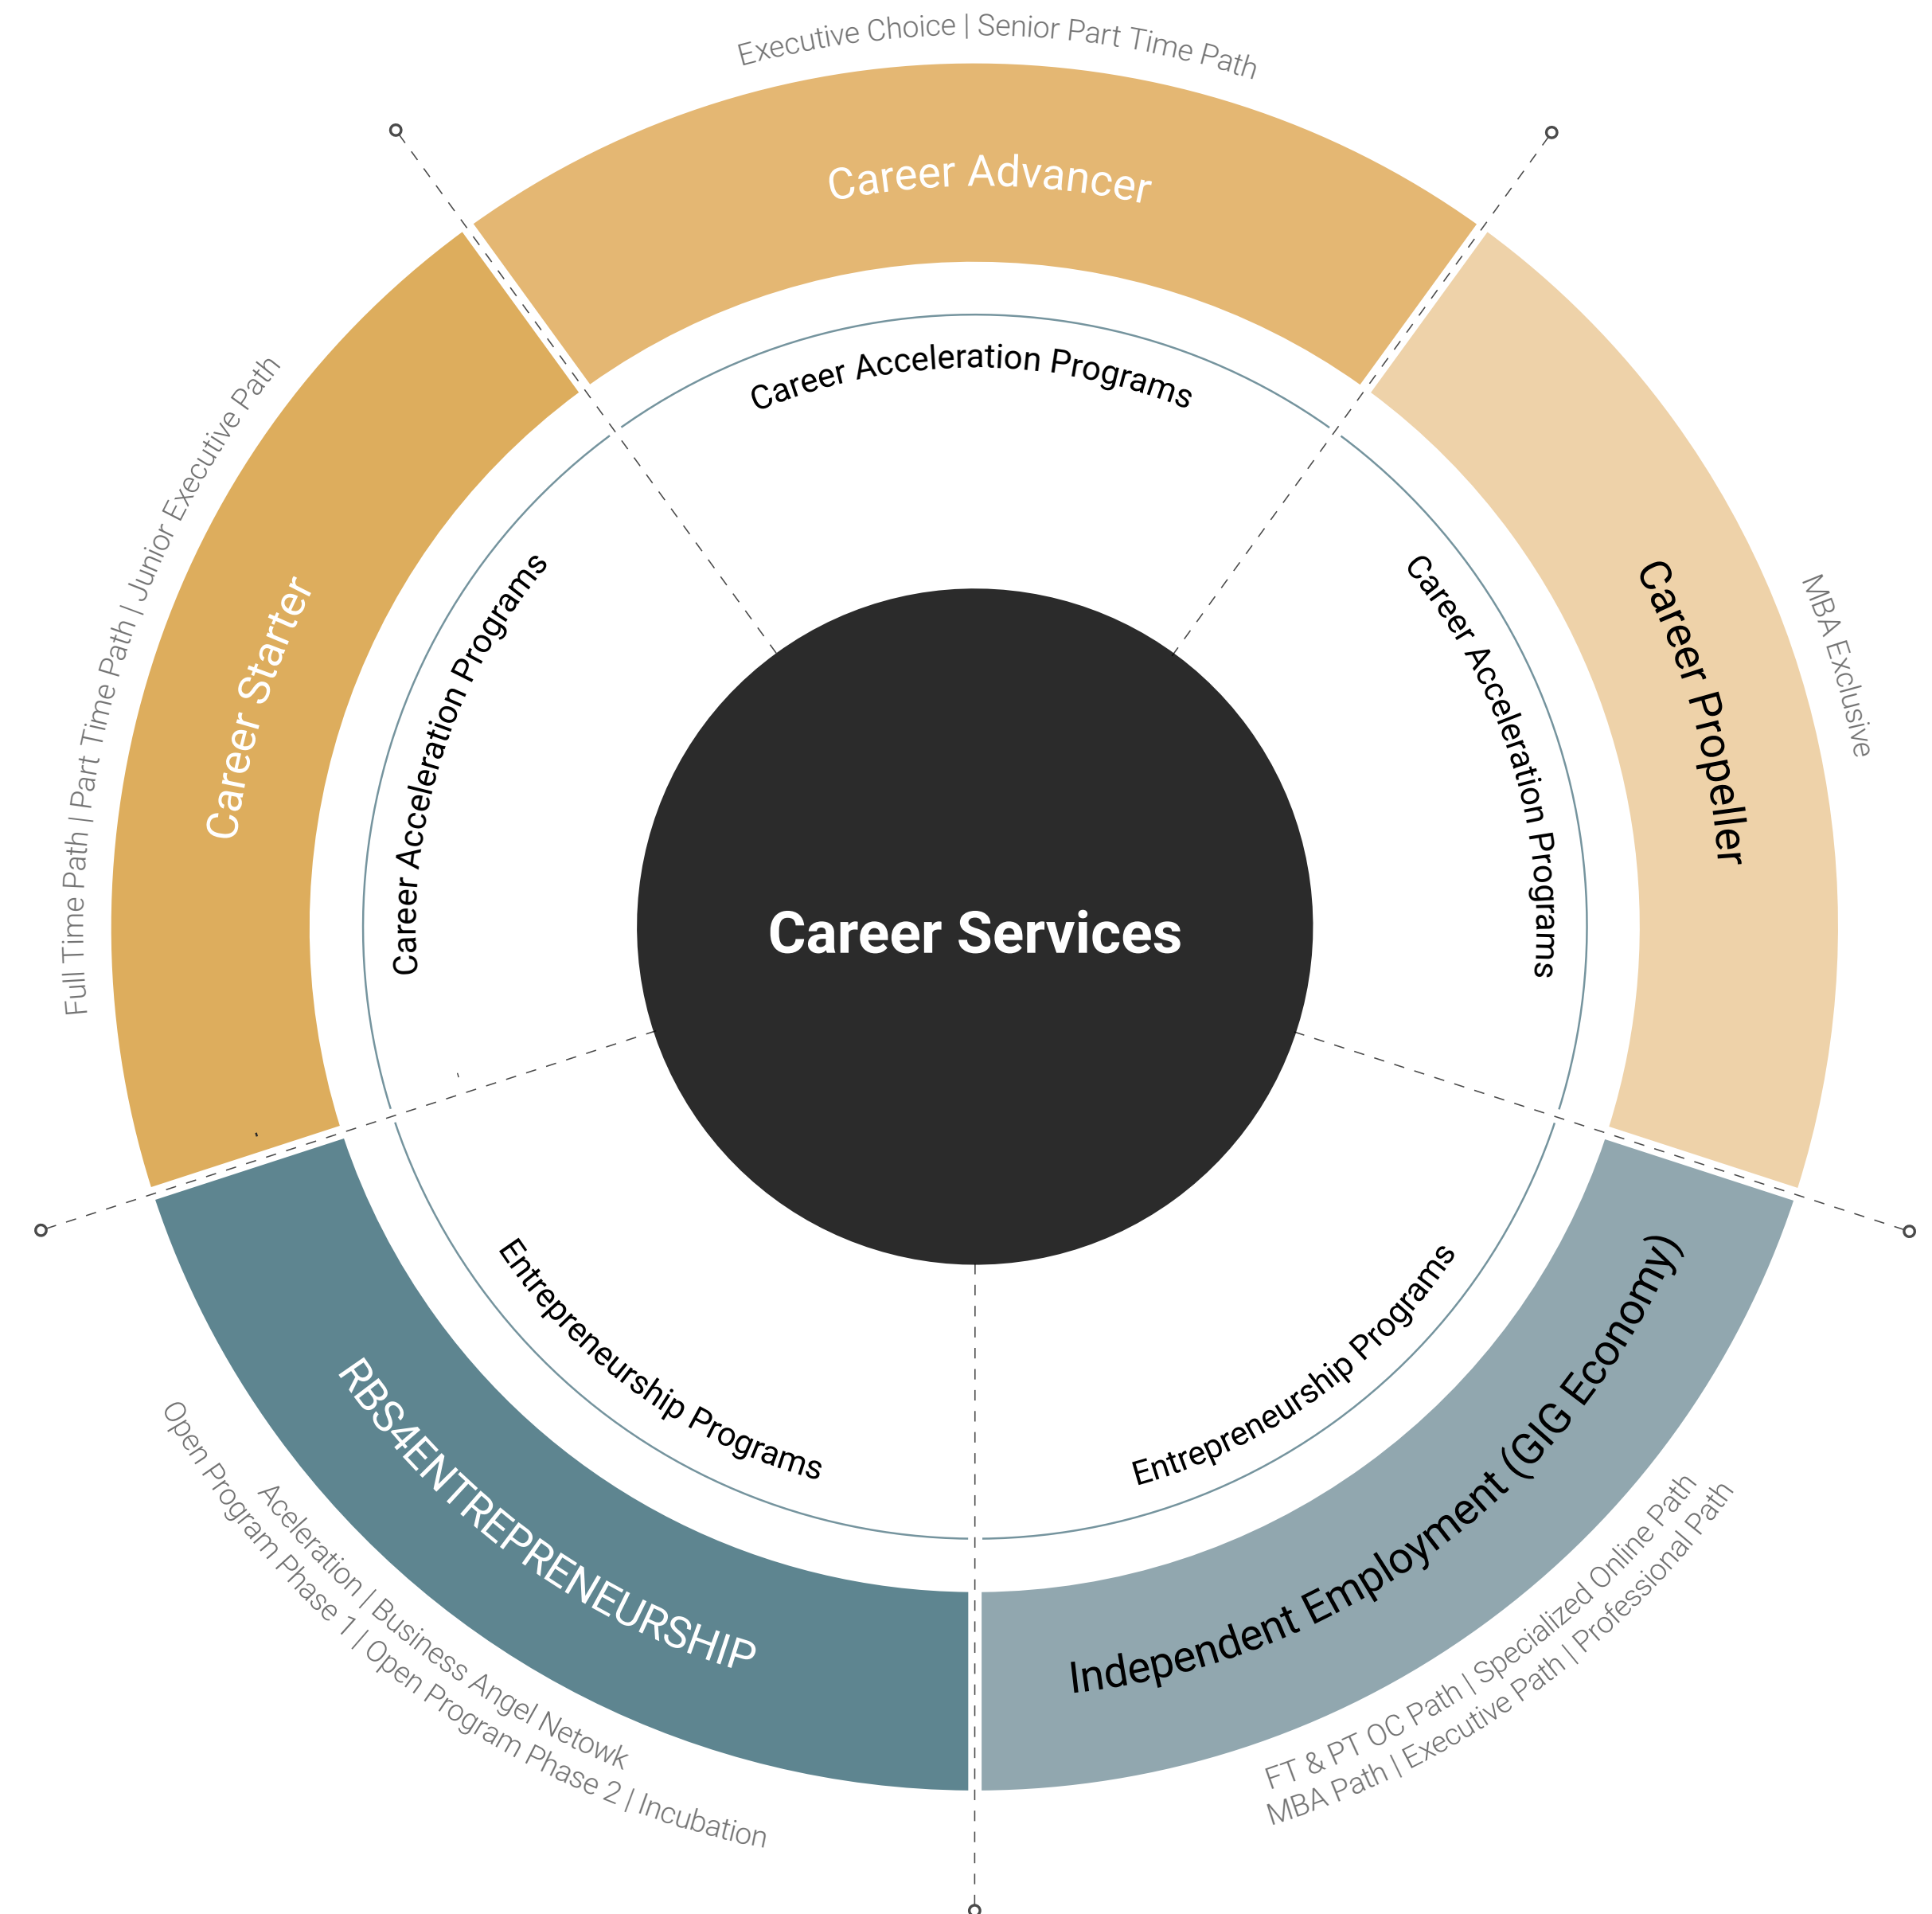 Executive Choice | Senior Part Time Path
Career Advancer
Career Acceleration Programs
MBA Exclusive
Career Propeller
Career Acceleration Programs
Full Time Path | Part Time Path | Junior Executive Path
Career Starter
Career Acceleration Programs
Career Services
Entrepreneurship Programs
RBS4ENTREPRENEURSHIP
Aceleration | Business Angel Netowk
Open Program Phase 1 | Open Program Phase 2 | Incubation
Entrepreneurship Programs
Independent Employment (GIG Economy)
FT & PT OC Path | Specialized Online Path
MBA Path | Executive Path | Professional Path